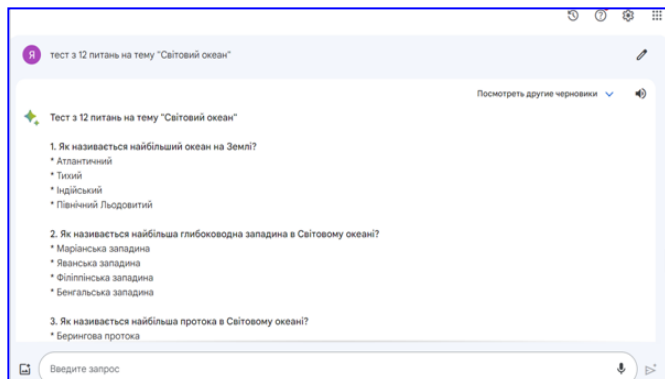 Я тест з 12 питань на тему "Світовий океан"
Посмотреть другие черновики
Тест з 12 питань на тему "Світовий океан"
1. Як називається найбільший океан на Землі?
* Атлантичний
* Тихий
* Індійський
* Північний Льодовитий
2. Як називається найбільша глибоководна западина в Світовому океані?
* Маріанська западина
* Яванська западина
* Філіппінська западина
* Бенгальська западина
3. Як називається найбільша протока в Світовому океані?
* Берингова протока
Введите запрос